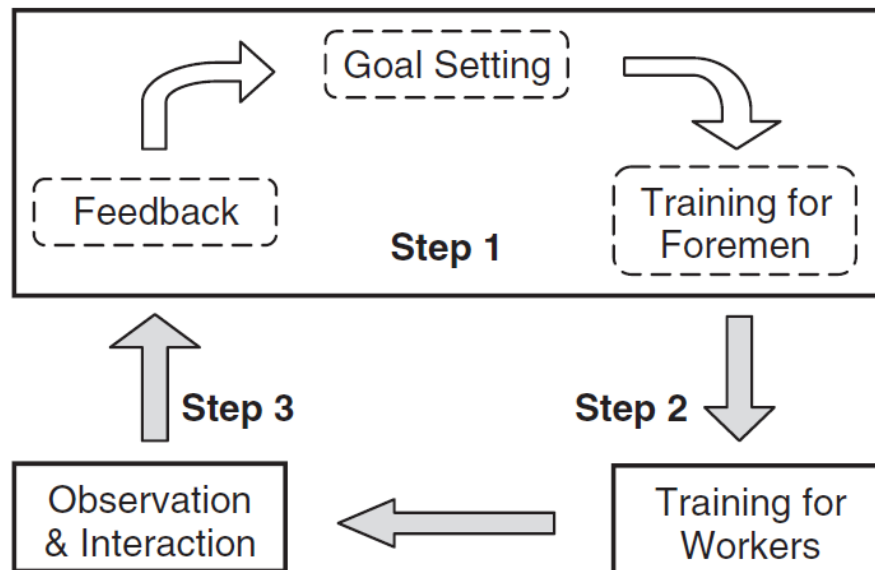 Goal Setting
Feedback
Training for
Foremen
Step 1
Step 3
Step 2
Observation
& Interaction
Training for
Workers